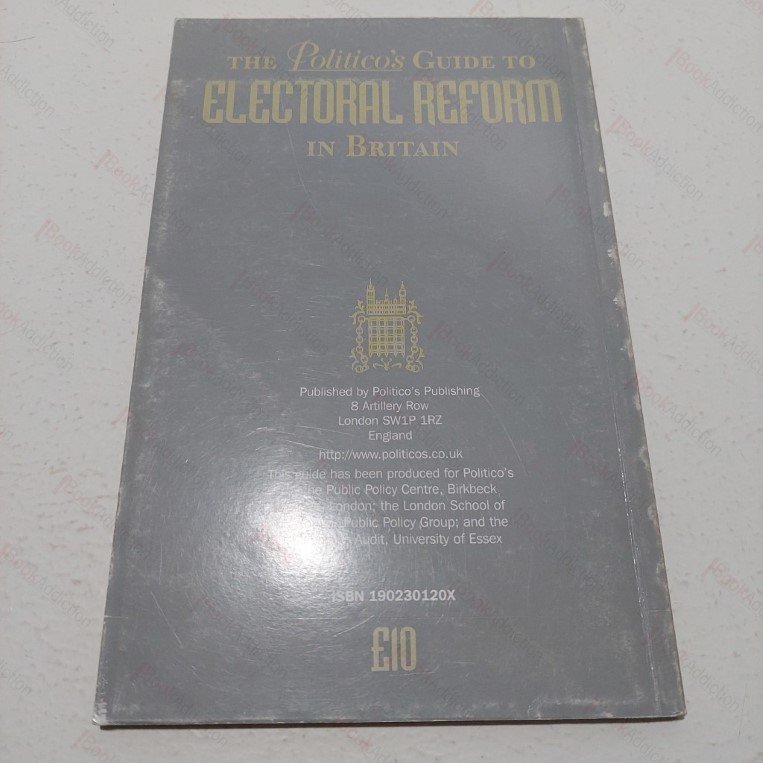 THE Politico's GUIDE TO
ELECTORAL REFORM
IN BRITAIN
Published by Politico's Publishing
8 Artillery Row
London SW1P 1RZ
England
http://www.politicos.co.uk
This guide has been produced for Politico's
Public Policy Centre, Birkbeck
London; the London School of
Public Policy Group; and the
Audit, University of Essex
ISBN 190230120X
£10
BookAddiction